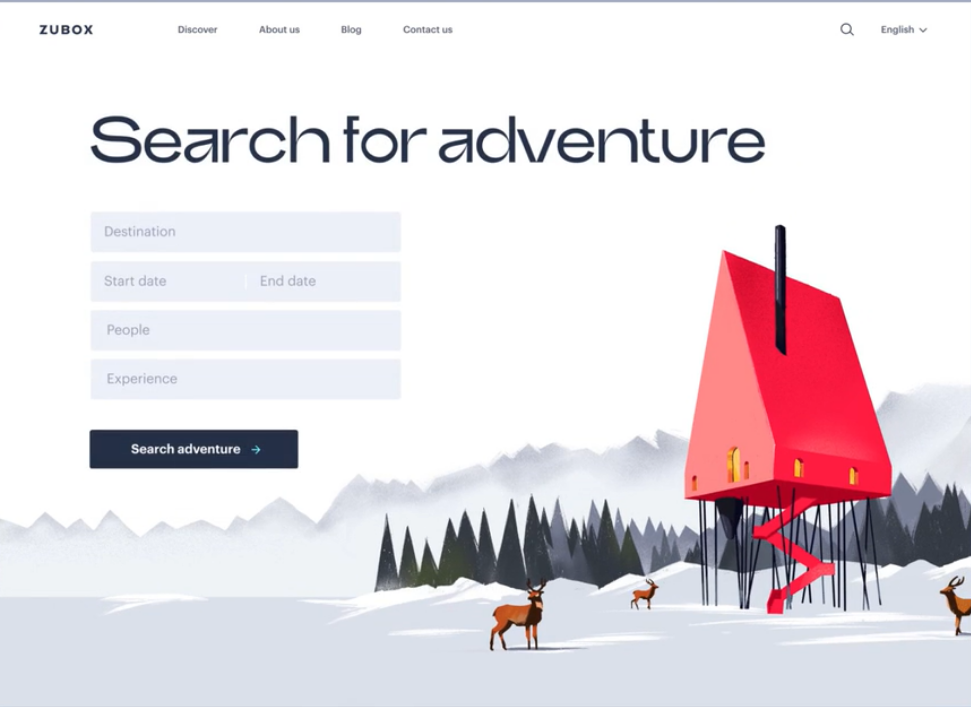 ZUBOX Discover About us Blog Contact us English
Search for adventure
Destination
Start date End date
People
Experience
Search adventure →